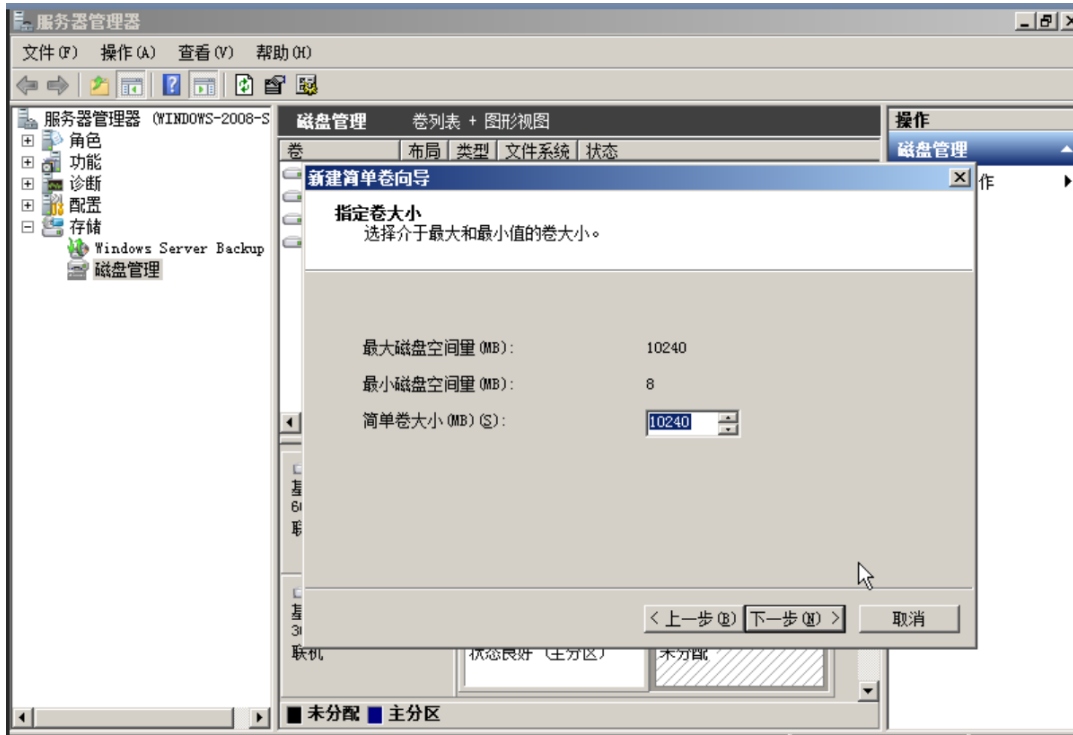 服务器管理器
文件(F) 操作(A) 查看(V) 帮助(H)
服务器管理器 (WINDOWS-2008-S
角色
功能
诊断
配置
存储
Windows Server Backup
磁盘管理
磁盘管理 卷列表 + 图形视图
卷 布局 类型 文件系统 状态
操作
磁盘管理
作
新建简单卷向导
指定卷大小
选择介于最大和最小值的卷大小。
最大磁盘空间量(MB): 10240
最小磁盘空间量(MB): 8
简单卷大小(MB)(S): 10240
< 上一步(B) 下一步(N) > 取消
基
基
联机 状态良好 (主分区) 未分配
未分配 主分区